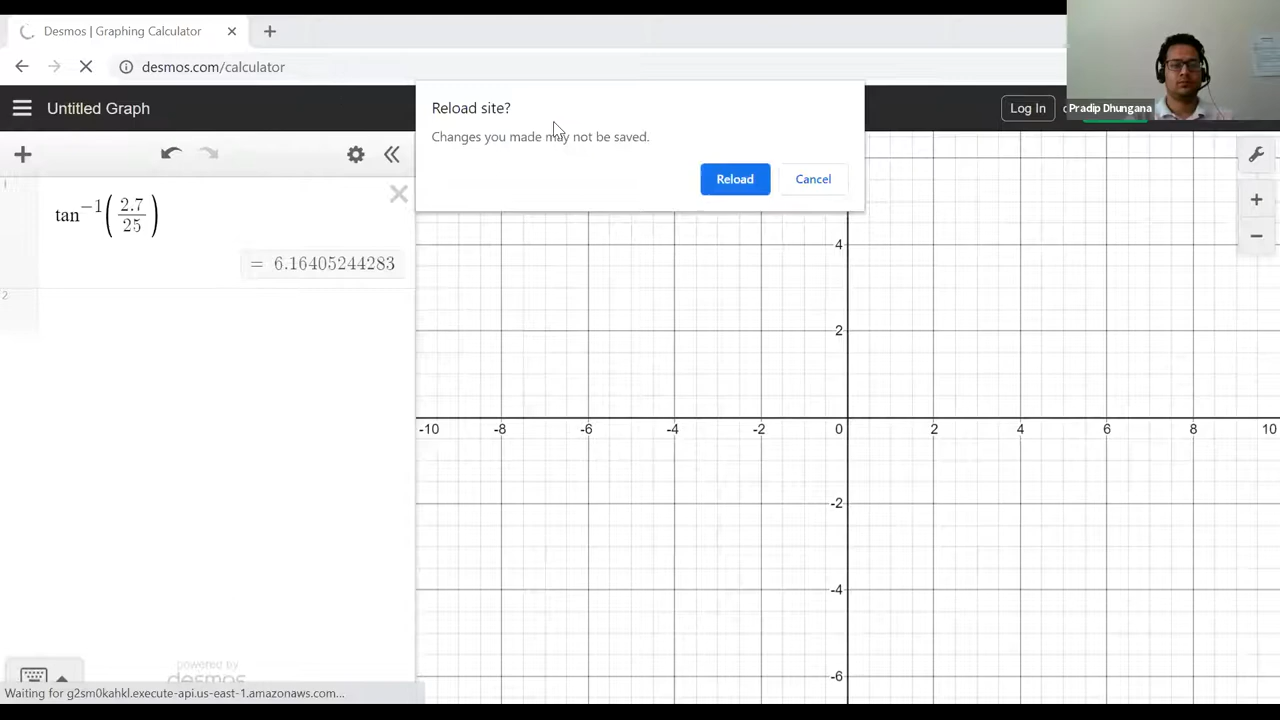 Desmos | Graphing Calculator
desmos.com/calculator
Untitled Graph
Reload site?
Changes you made may not be saved.
Reload
Cancel
Log In
Pradip Dhungana
1
tan⁻¹(2.7/25)
= 6.16405244283
2
4
2
-10 -8 -6 -4 -2 0 2 4 6 8 10
-2
-4
-6
powered by
desmos
Waiting for g2sm0kahkl.execute-api.us-east-1.amazonaws.com...